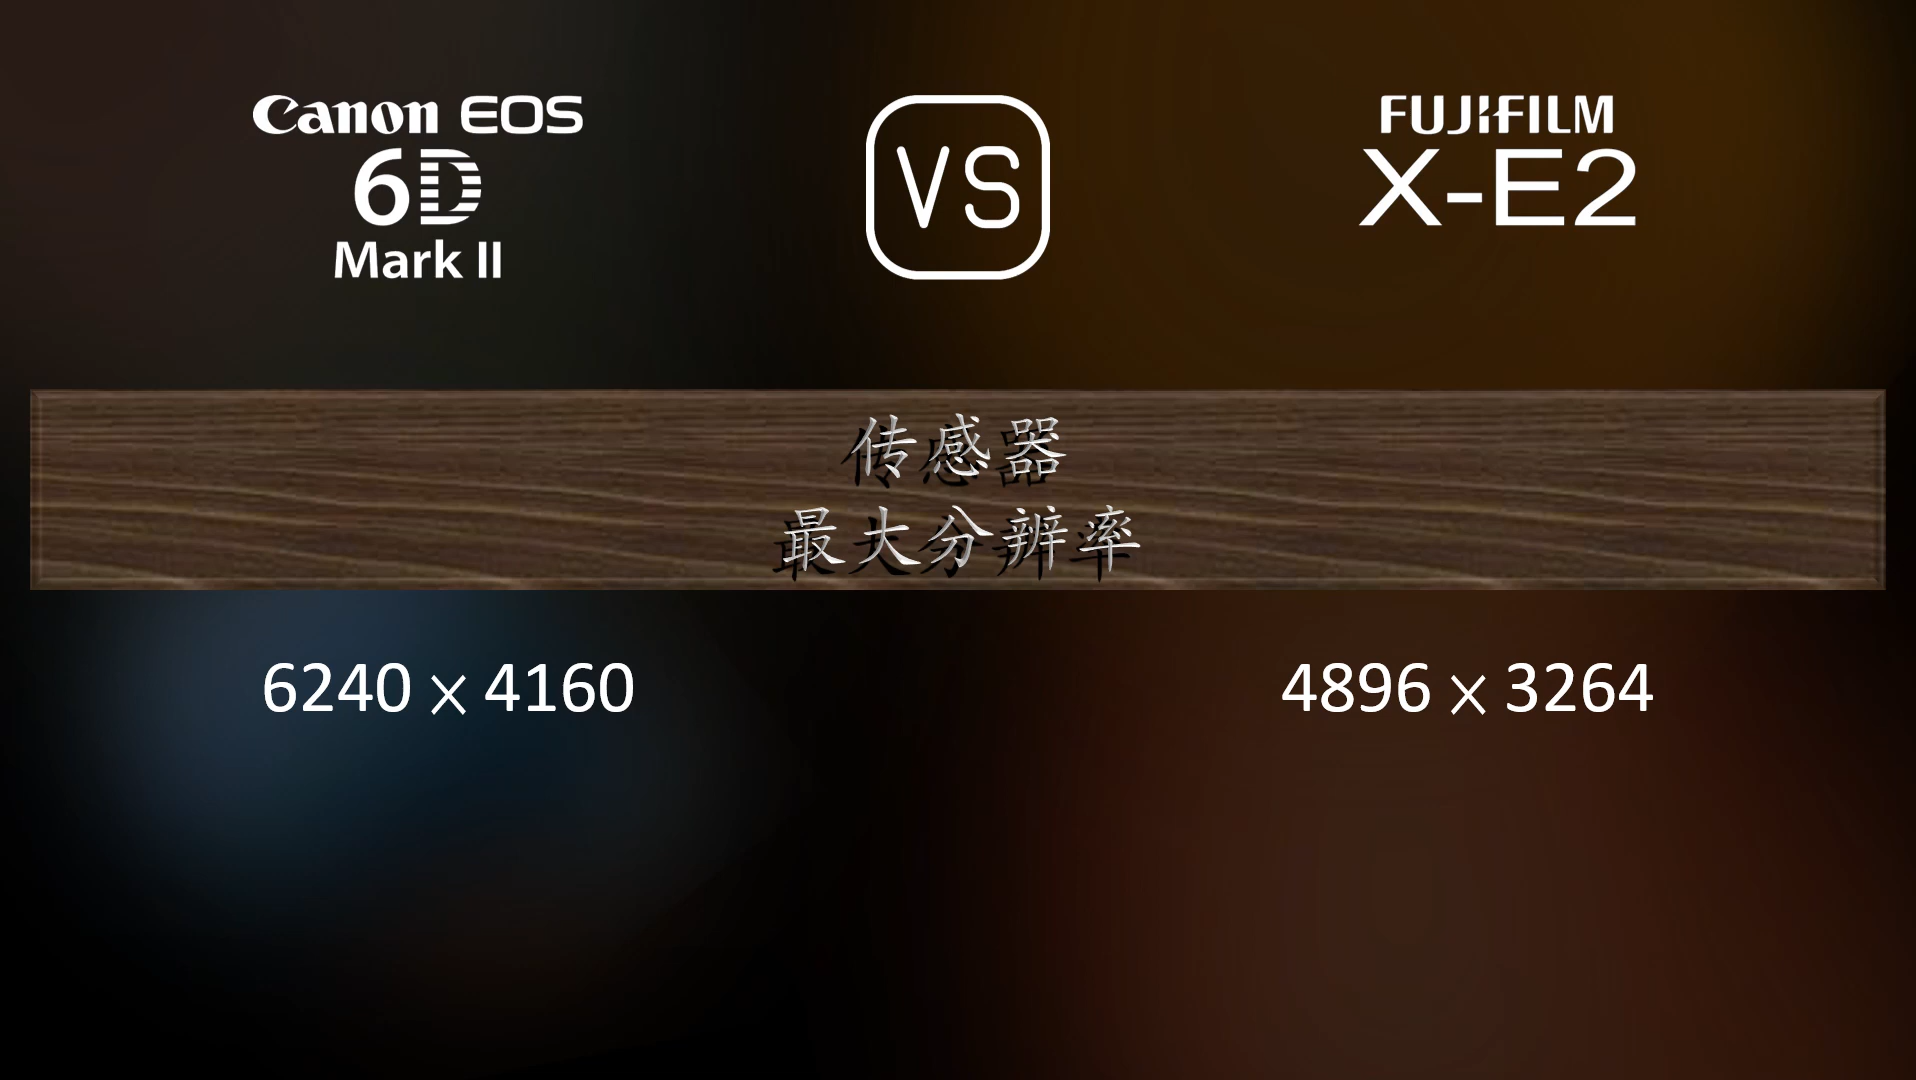 Canon EOS
6D
Mark II
VS
FUJIFILM
X-E2
传感器
最大分辨率
6240 x 4160
4896 x 3264